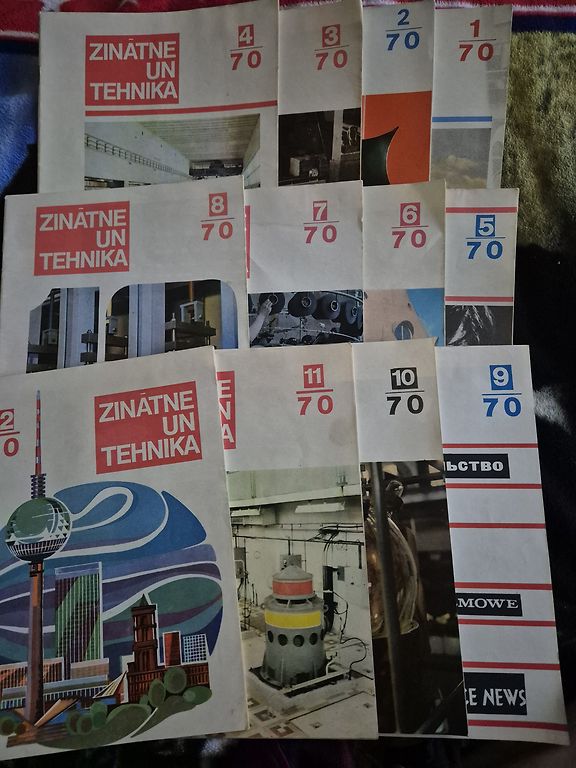 ZINĀTNE
UN
TEHNIKA
4
70
3
70
2
70
1
70
ZINĀTNE
UN
TEHNIKA
8
70
7
70
6
70
5
70
2
0
ZINĀTNE
UN
TEHNIKA
11
70
10
70
9
70
ЬСТВО
MOWE
CE NEWS